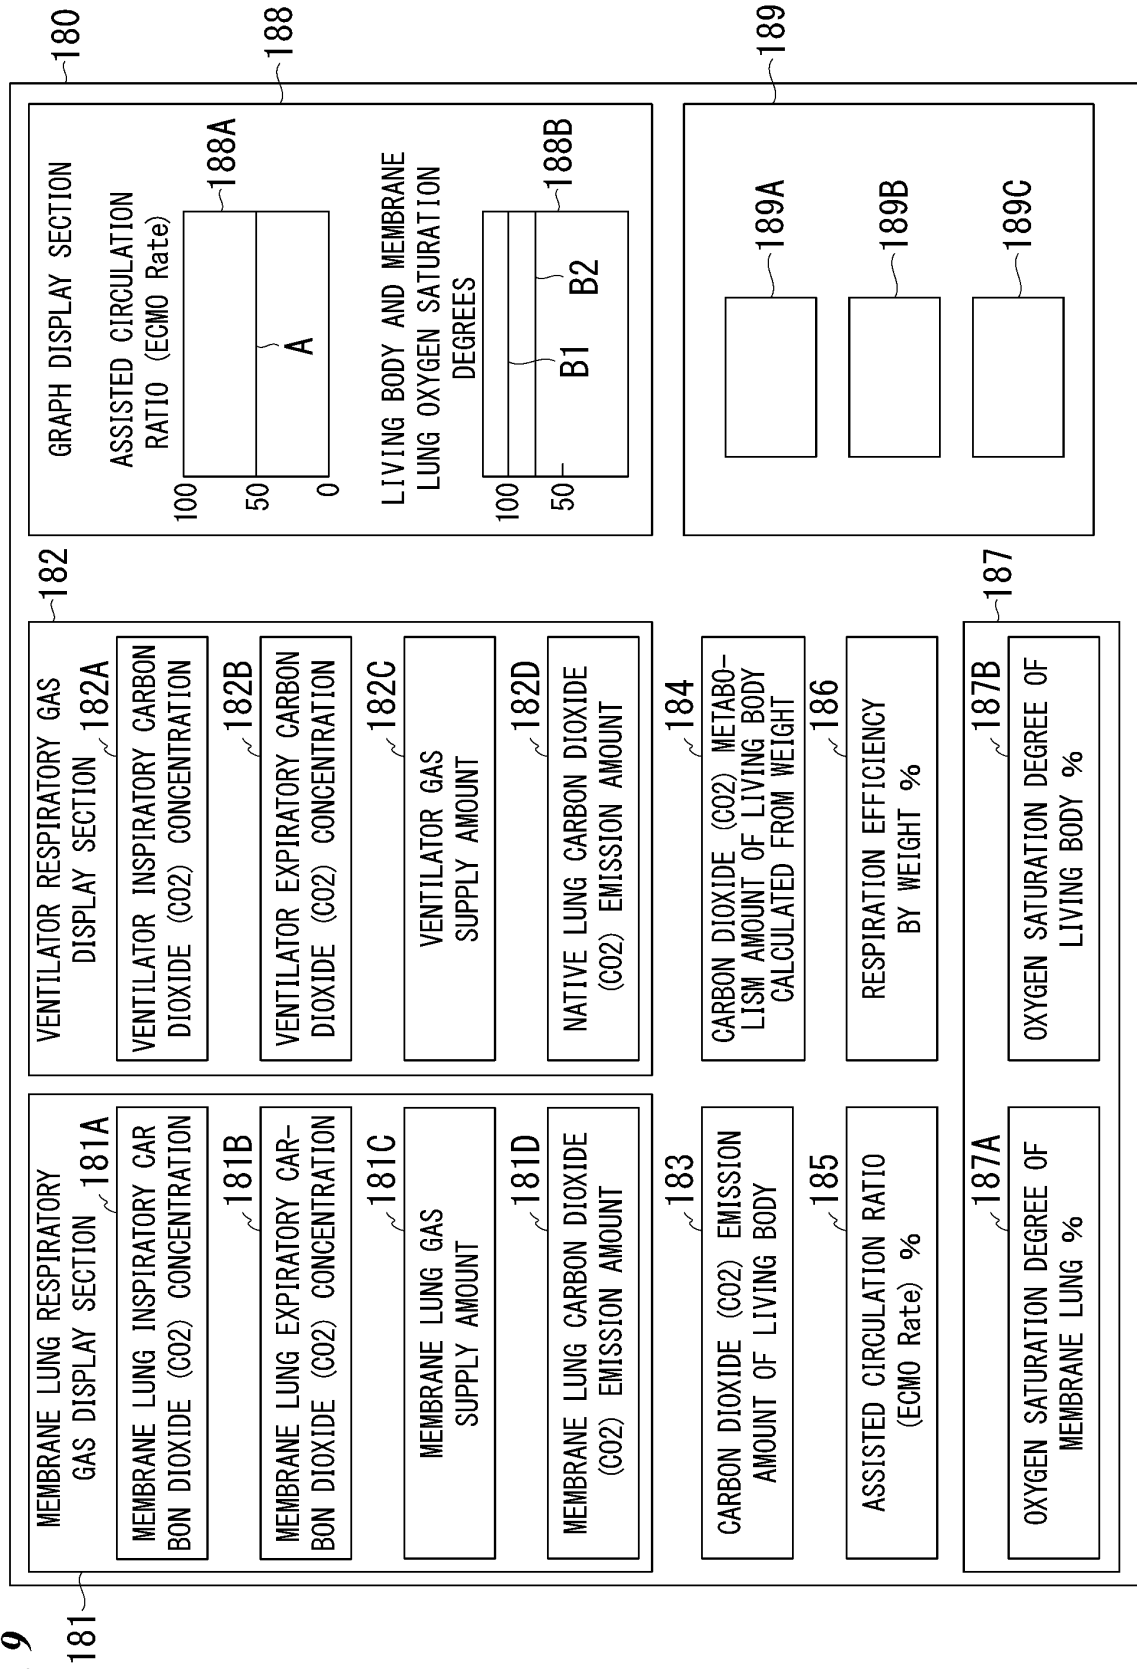 9
180
181
MEMBRANE LUNG RESPIRATORY
GAS DISPLAY SECTION
181A
MEMBRANE LUNG INSPIRATORY CAR
BON DIOXIDE (CO2) CONCENTRATION
181B
MEMBRANE LUNG EXPIRATORY CAR-
BON DIOXIDE (CO2) CONCENTRATION
181C
MEMBRANE LUNG GAS
SUPPLY AMOUNT
181D
MEMBRANE LUNG CARBON DIOXIDE
(CO2) EMISSION AMOUNT
182
VENTILATOR RESPIRATORY GAS
DISPLAY SECTION
182A
VENTILATOR INSPIRATORY CARBON
DIOXIDE (CO2) CONCENTRATION
182B
VENTILATOR EXPIRATORY CARBON
DIOXIDE (CO2) CONCENTRATION
182C
VENTILATOR GAS
SUPPLY AMOUNT
182D
NATIVE LUNG CARBON DIOXIDE
(CO2) EMISSION AMOUNT
188
GRAPH DISPLAY SECTION
ASSISTED CIRCULATION
RATIO (ECMO Rate)
188A
100
50
0
A
LIVING BODY AND MEMBRANE
LUNG OXYGEN SATURATION
DEGREES
188B
100
50
B1
B2
183
CARBON DIOXIDE (CO2) EMISSION
AMOUNT OF LIVING BODY
184
CARBON DIOXIDE (CO2) METABO-
LISM AMOUNT OF LIVING BODY
CALCULATED FROM WEIGHT
185
ASSISTED CIRCULATION RATIO
(ECMO Rate) %
186
RESPIRATION EFFICIENCY
BY WEIGHT %
187
187A
OXYGEN SATURATION DEGREE OF
MEMBRANE LUNG %
187B
OXYGEN SATURATION DEGREE OF
LIVING BODY %
189
189A
189B
189C